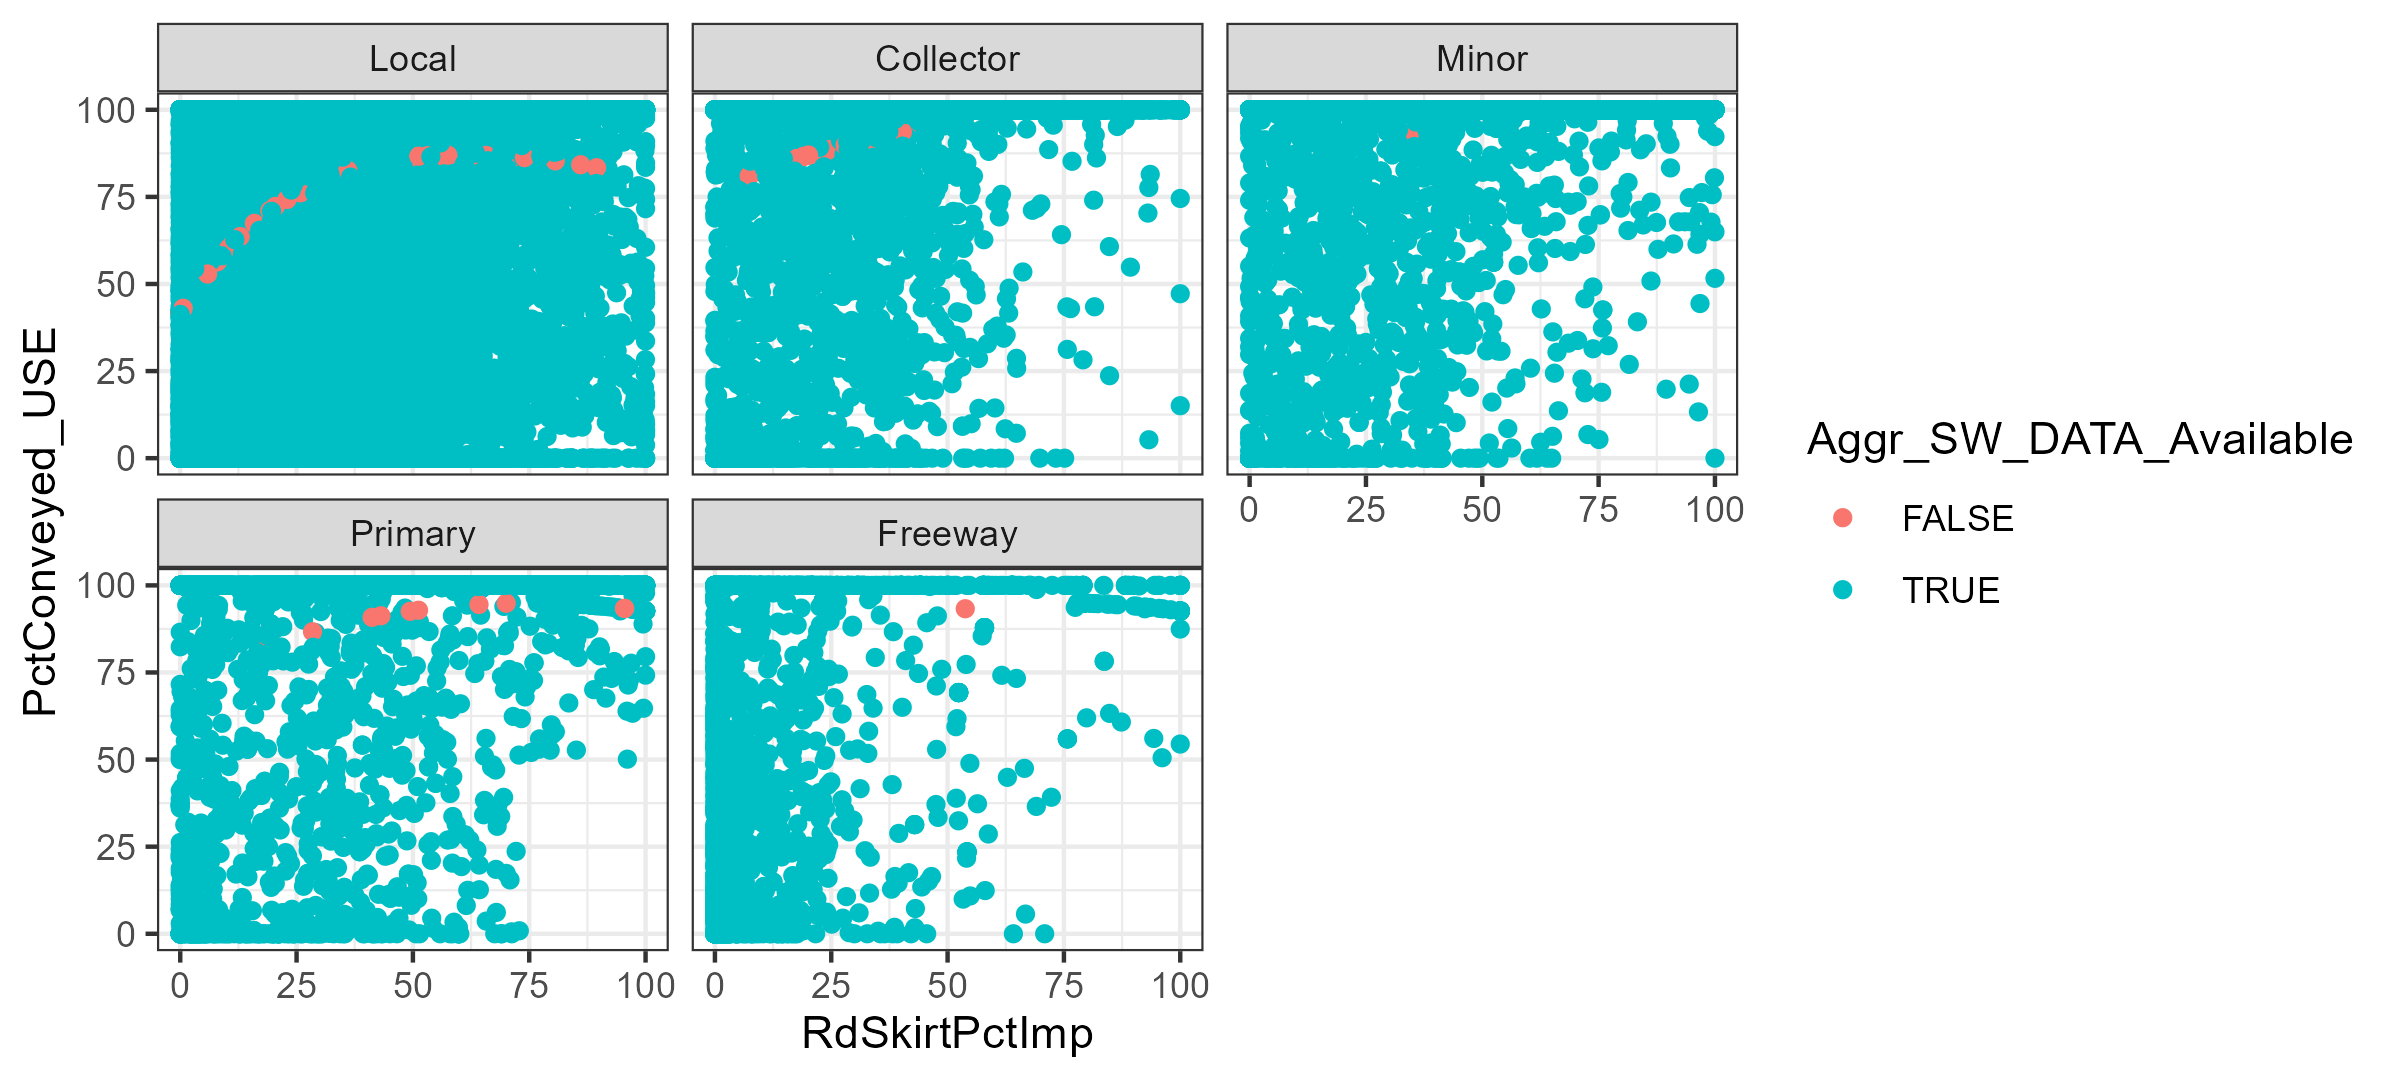 Local
Collector
Minor
100
75
50
25
0
0 25 50 75 100
Primary
Freeway
100
75
50
25
0
0 25 50 75 100
0 25 50 75 100
RdSkirtPctImp
PctConveyed_USE
Aggr_SW_DATA_Available
FALSE
TRUE